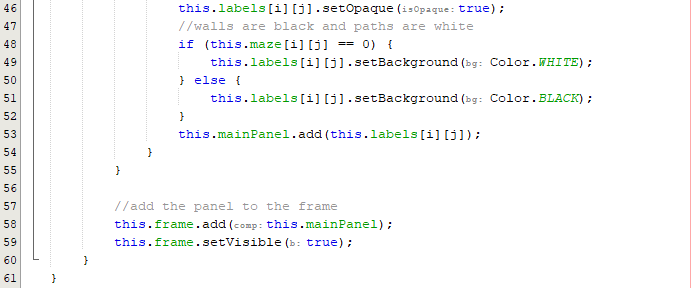 46 this.labels[i][j].setOpaque(isOpaque: true);
47 //walls are black and paths are white
48 if (this.maze[i][j] == 0) {
49 this.labels[i][j].setBackground(bg: Color.WHITE);
50 } else {
51 this.labels[i][j].setBackground(bg: Color.BLACK);
52 }
53 this.mainPanel.add(this.labels[i][j]);
54 }
55 }
56
57 //add the panel to the frame
58 this.frame.add(comp: this.mainPanel);
59 this.frame.setVisible(b: true);
60 }
61 }